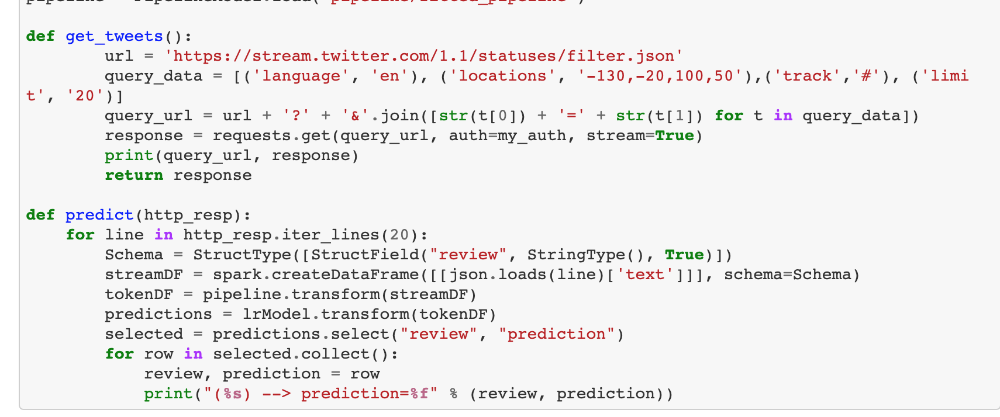 pipeline = PipelineModel.load("pipeline/fitted_pipeline")
def get_tweets():
url = 'https://stream.twitter.com/1.1/statuses/filter.json'
query_data = [('language', 'en'), ('locations', '-130,-20,100,50'),('track','#'), ('limi
t', '20')]
query_url = url + '?' + '&'.join([str(t[0]) + '=' + str(t[1]) for t in query_data])
response = requests.get(query_url, auth=my_auth, stream=True)
print(query_url, response)
return response
def predict(http_resp):
for line in http_resp.iter_lines(20):
Schema = StructType([StructField("review", StringType(), True)])
streamDF = spark.createDataFrame([[json.loads(line)['text']]], schema=Schema)
tokenDF = pipeline.transform(streamDF)
predictions = lrModel.transform(tokenDF)
selected = predictions.select("review", "prediction")
for row in selected.collect():
review, prediction = row
print("(%s) --> prediction=%f" % (review, prediction))